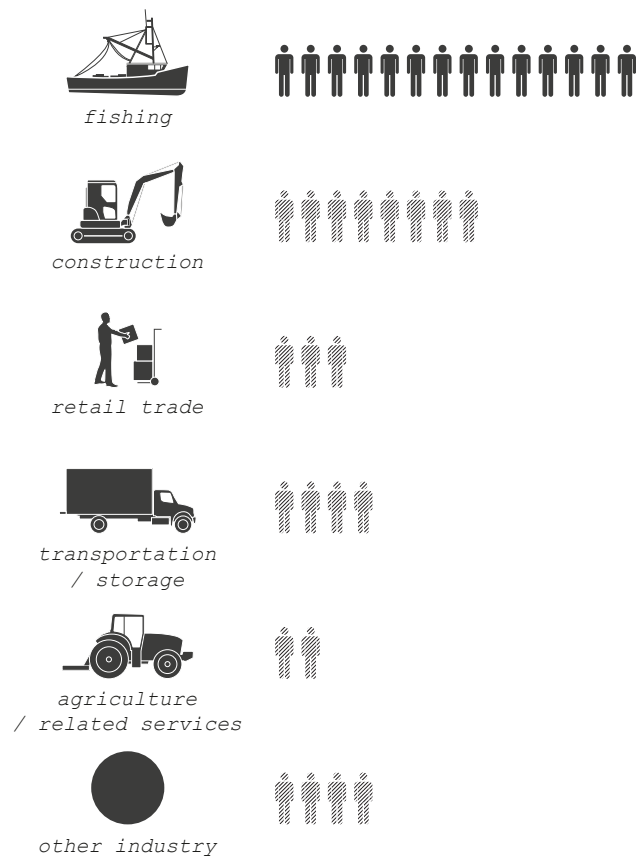 fishing
construction
retail trade
transportation
/ storage
agriculture
/ related services
other industry